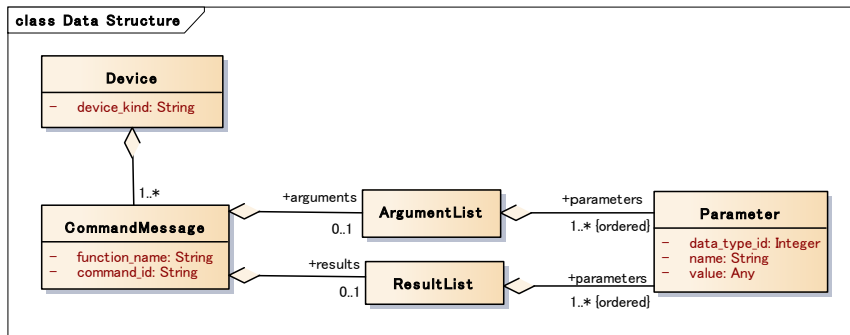 class Data Structure
Device
- device_kind: String
1..*
CommandMessage
- function_name: String
- command_id: String
+arguments
0..1
ArgumentList
+parameters
1..* {ordered}
+results
0..1
ResultList
+parameters
1..* {ordered}
Parameter
- data_type_id: Integer
- name: String
- value: Any